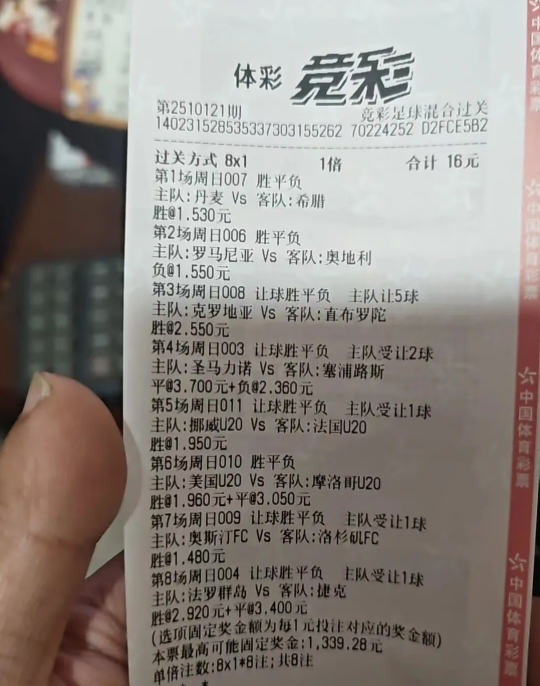 体彩 竞彩
第2510121期 竞彩足球混合过关
140231528535337303155262 70224252 D2FCE5B2
过关方式 8x1 1倍 合计 16元
第1场周日007 胜平负
主队:丹麦 Vs 客队:希腊
胜@1.530元
第2场周日006 胜平负
主队:罗马尼亚 Vs 客队:奥地利
负@1.550元
第3场周日008 让球胜平负 主队让5球
主队:克罗地亚 Vs 客队:直布罗陀
胜@2.550元
第4场周日003 让球胜平负 主队受让2球
主队:圣马力诺 Vs 客队:塞浦路斯
平@3.700元+负@2.360元
第5场周日011 让球胜平负 主队受让1球
主队:挪威U20 Vs 客队:法国U20
胜@1.950元
第6场周日010 胜平负
主队:美国U20 Vs 客队:摩洛哥U20
胜@1.960元+平@3.050元
第7场周日009 让球胜平负 主队受让1球
主队:奥斯汀FC Vs 客队:洛杉矶FC
胜@1.480元
第8场周日004 让球胜平负 主队受让1球
主队:法罗群岛 Vs 客队:捷克
胜@2.920元+平@3.400元
(选项固定奖金额为每1元投注对应的奖金额)
本票最高可能固定奖金:1,339.28元
单倍注数:8x1*8注;共8注
中国体育彩票
中国体育彩票
中国体育彩票